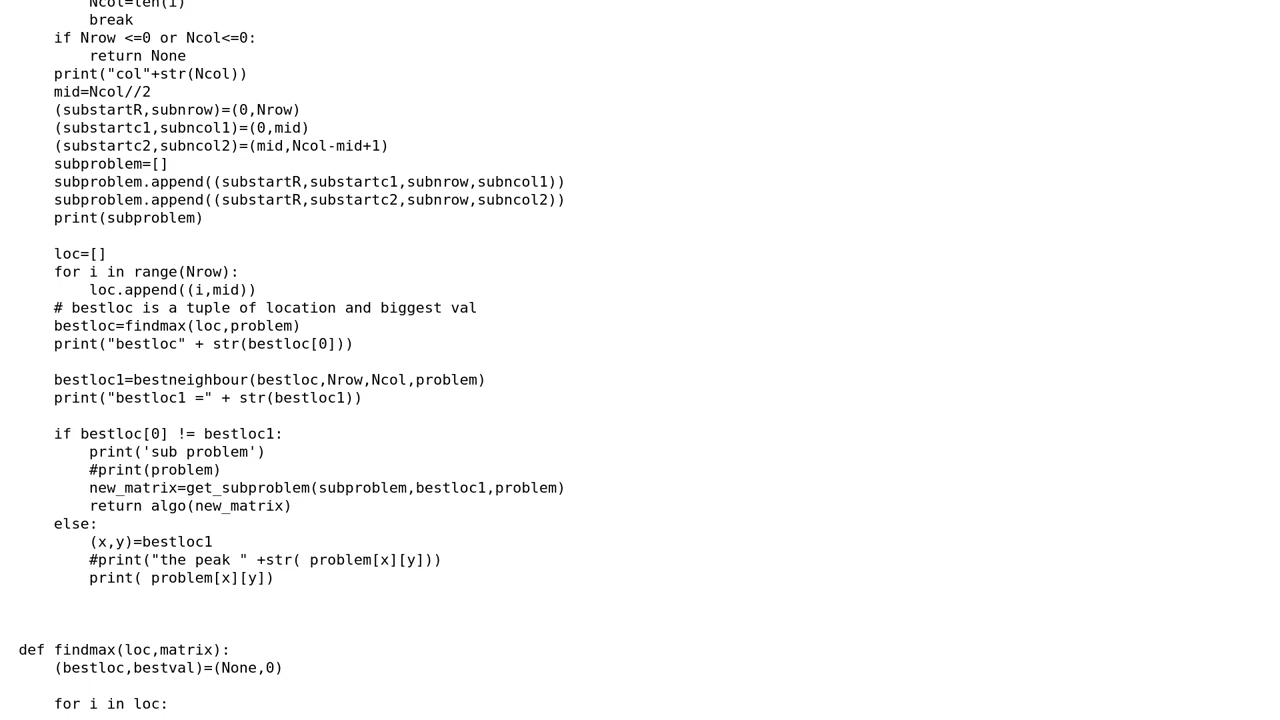 Ncol=len(i)
break
if Nrow <=0 or Ncol<=0:
return None
print("col"+str(Ncol))
mid=Ncol//2
(substartR,subnrow)=(0,Nrow)
(substartc1,subncol1)=(0,mid)
(substartc2,subncol2)=(mid,Ncol-mid+1)
subproblem=[]
subproblem.append((substartR,substartc1,subnrow,subncol1))
subproblem.append((substartR,substartc2,subnrow,subncol2))
print(subproblem)
loc=[]
for i in range(Nrow):
loc.append((i,mid))
# bestloc is a tuple of location and biggest val
bestloc=findmax(loc,problem)
print("bestloc" + str(bestloc[0]))
bestloc1=bestneighbour(bestloc,Nrow,Ncol,problem)
print("bestloc1 =" + str(bestloc1))
if bestloc[0] != bestloc1:
print('sub problem')
#print(problem)
new_matrix=get_subproblem(subproblem,bestloc1,problem)
return algo(new_matrix)
else:
(x,y)=bestloc1
#print("the peak " +str( problem[x][y]))
print( problem[x][y])
def findmax(loc,matrix):
(bestloc,bestval)=(None,0)
for i in loc: